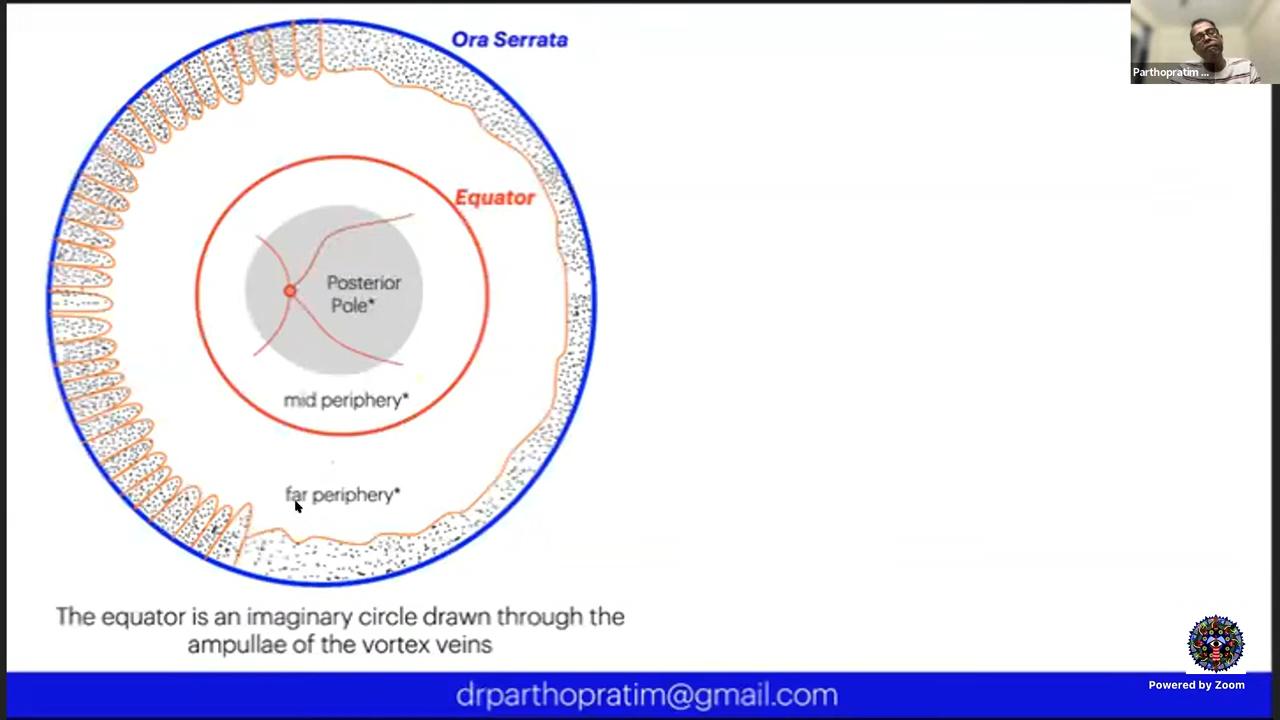 Ora Serrata
Parthopratim ...
Equator
Posterior
Pole*
mid periphery*
far periphery*
The equator is an imaginary circle drawn through the
ampullae of the vortex veins
Powered by Zoom
drparthopratim@gmail.com